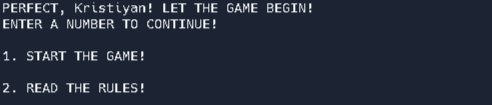 PERFECT, Kristiyan! LET THE GAME BEGIN!
ENTER A NUMBER TO CONTINUE!
1. START THE GAME!
2. READ THE RULES!